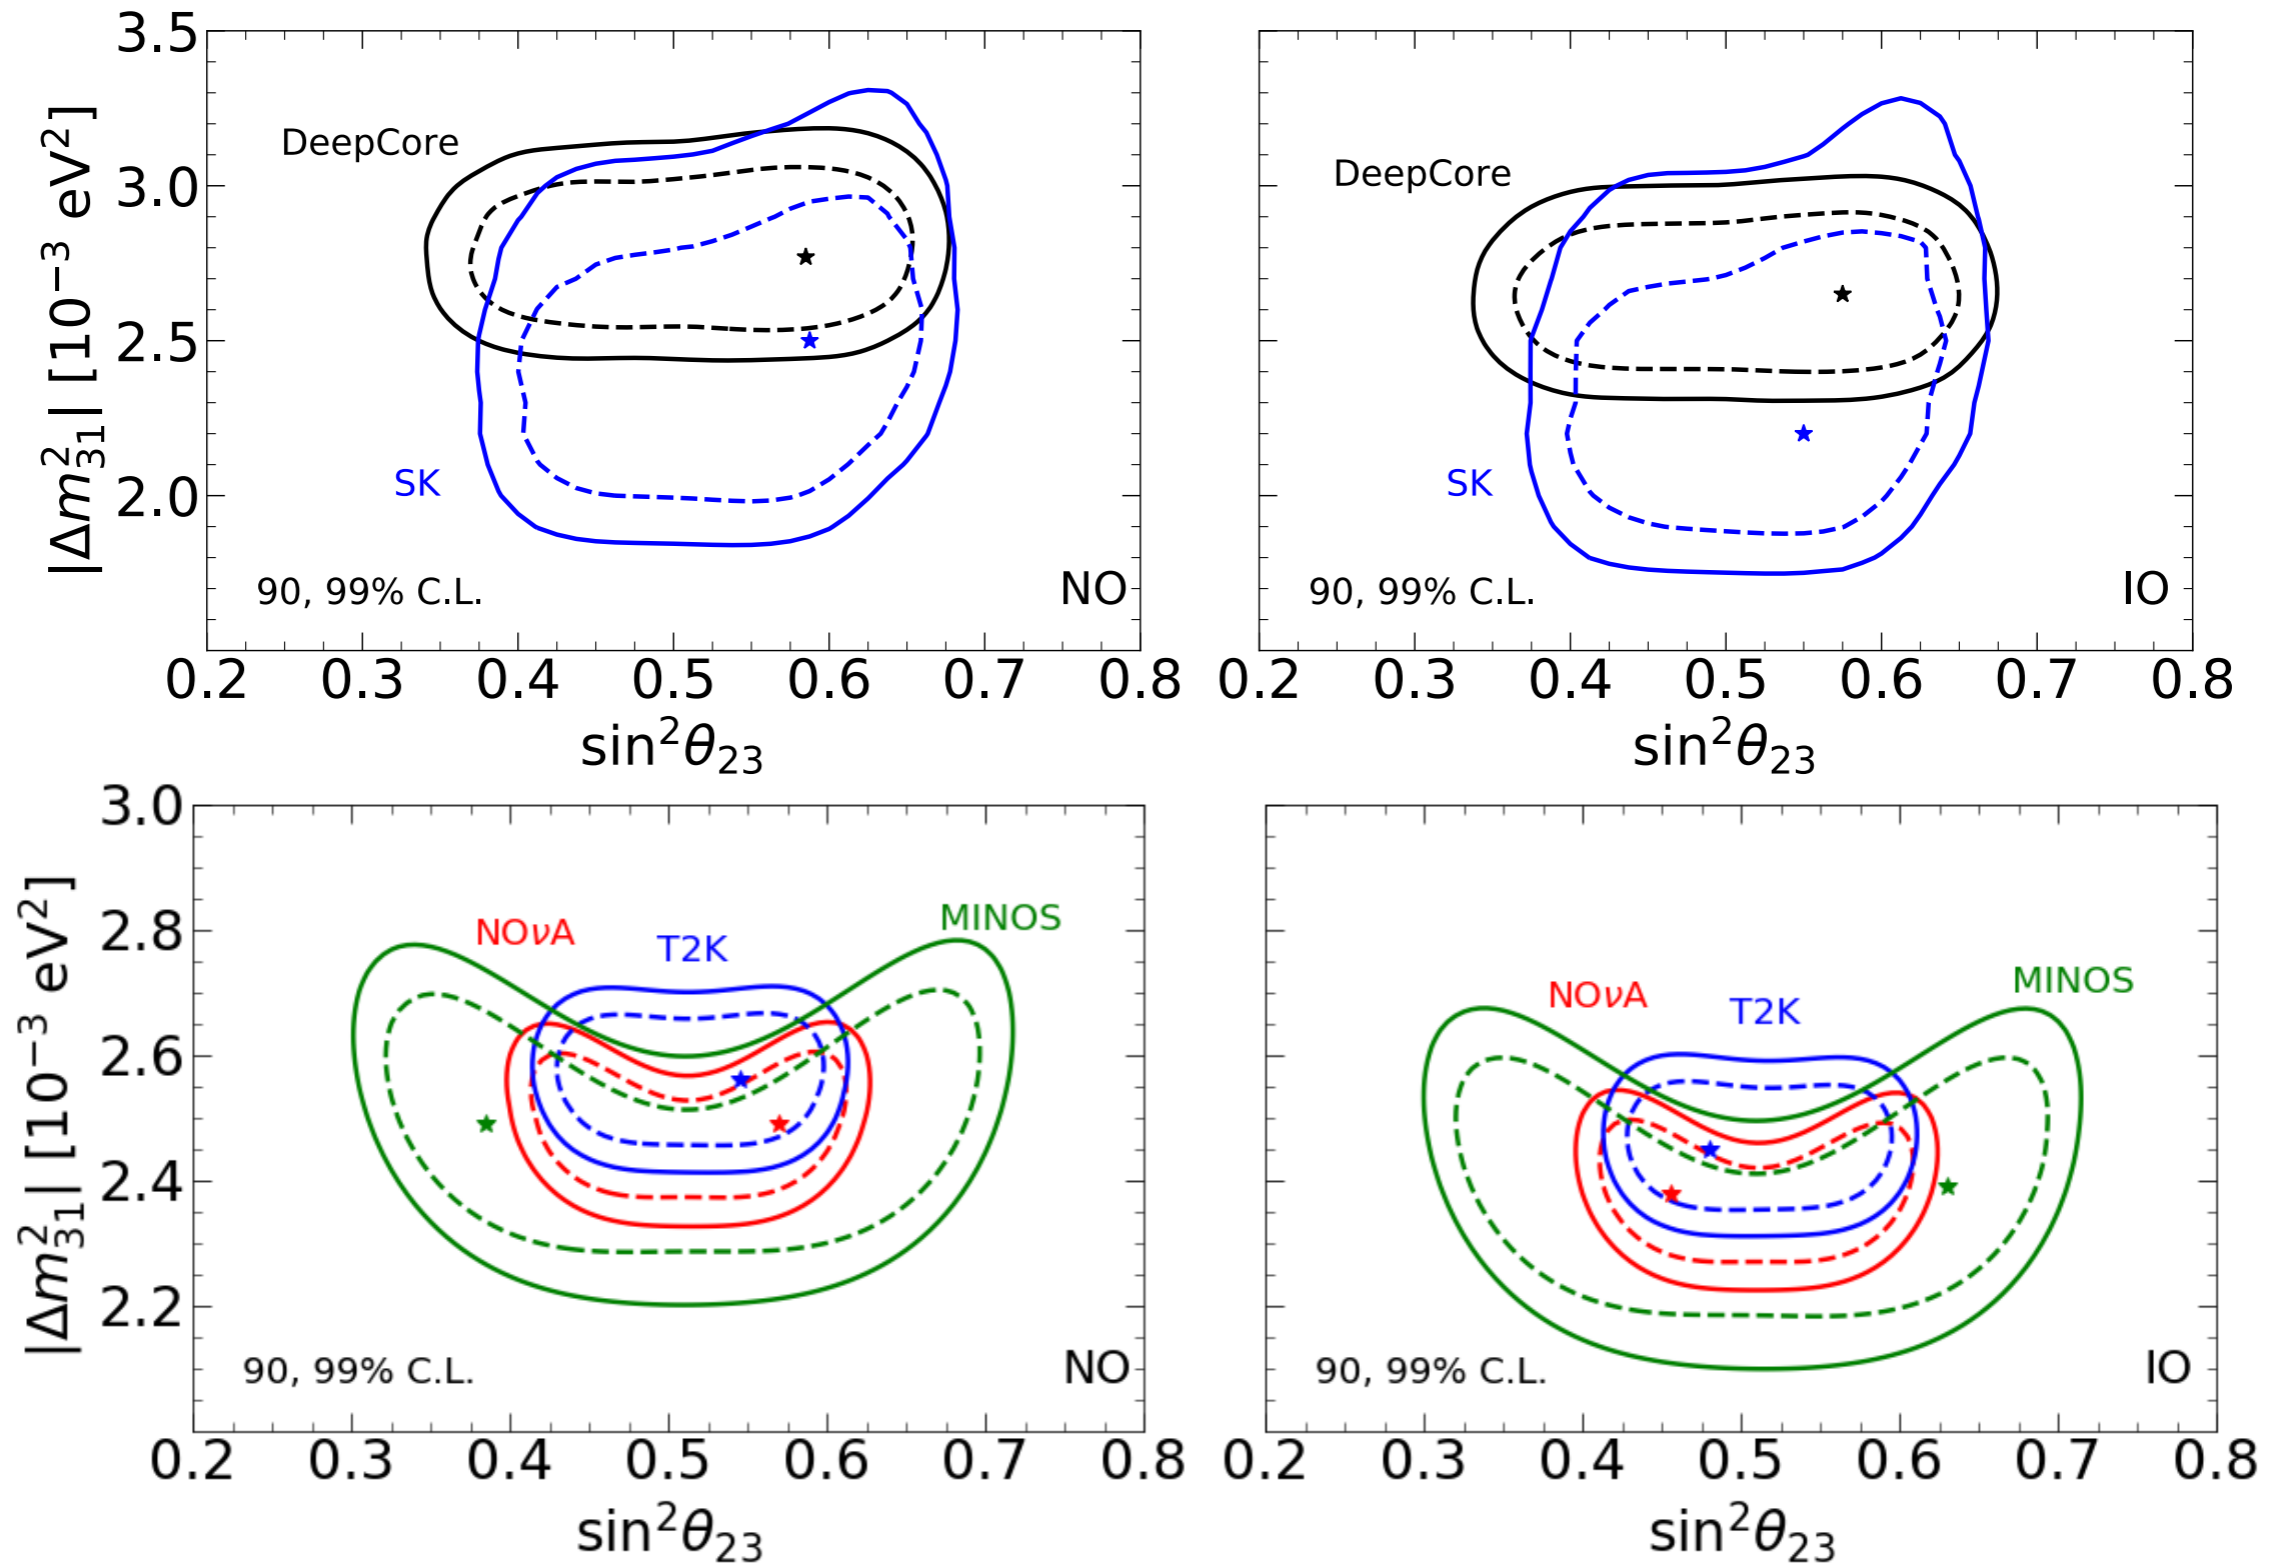 3.5
3.0
2.5
2.0
|Δm²₃₁| [10⁻³ eV²]
DeepCore
SK
90, 99% C.L.
NO
0.2 0.3 0.4 0.5 0.6 0.7 0.8
sin²θ₂₃
DeepCore
SK
90, 99% C.L.
IO
0.2 0.3 0.4 0.5 0.6 0.7 0.8
sin²θ₂₃
3.0
2.8
2.6
2.4
2.2
|Δm²₃₁| [10⁻³ eV²]
NOνA
T2K
MINOS
90, 99% C.L.
NO
0.2 0.3 0.4 0.5 0.6 0.7 0.8
sin²θ₂₃
NOνA
T2K
MINOS
90, 99% C.L.
IO
0.2 0.3 0.4 0.5 0.6 0.7 0.8
sin²θ₂₃